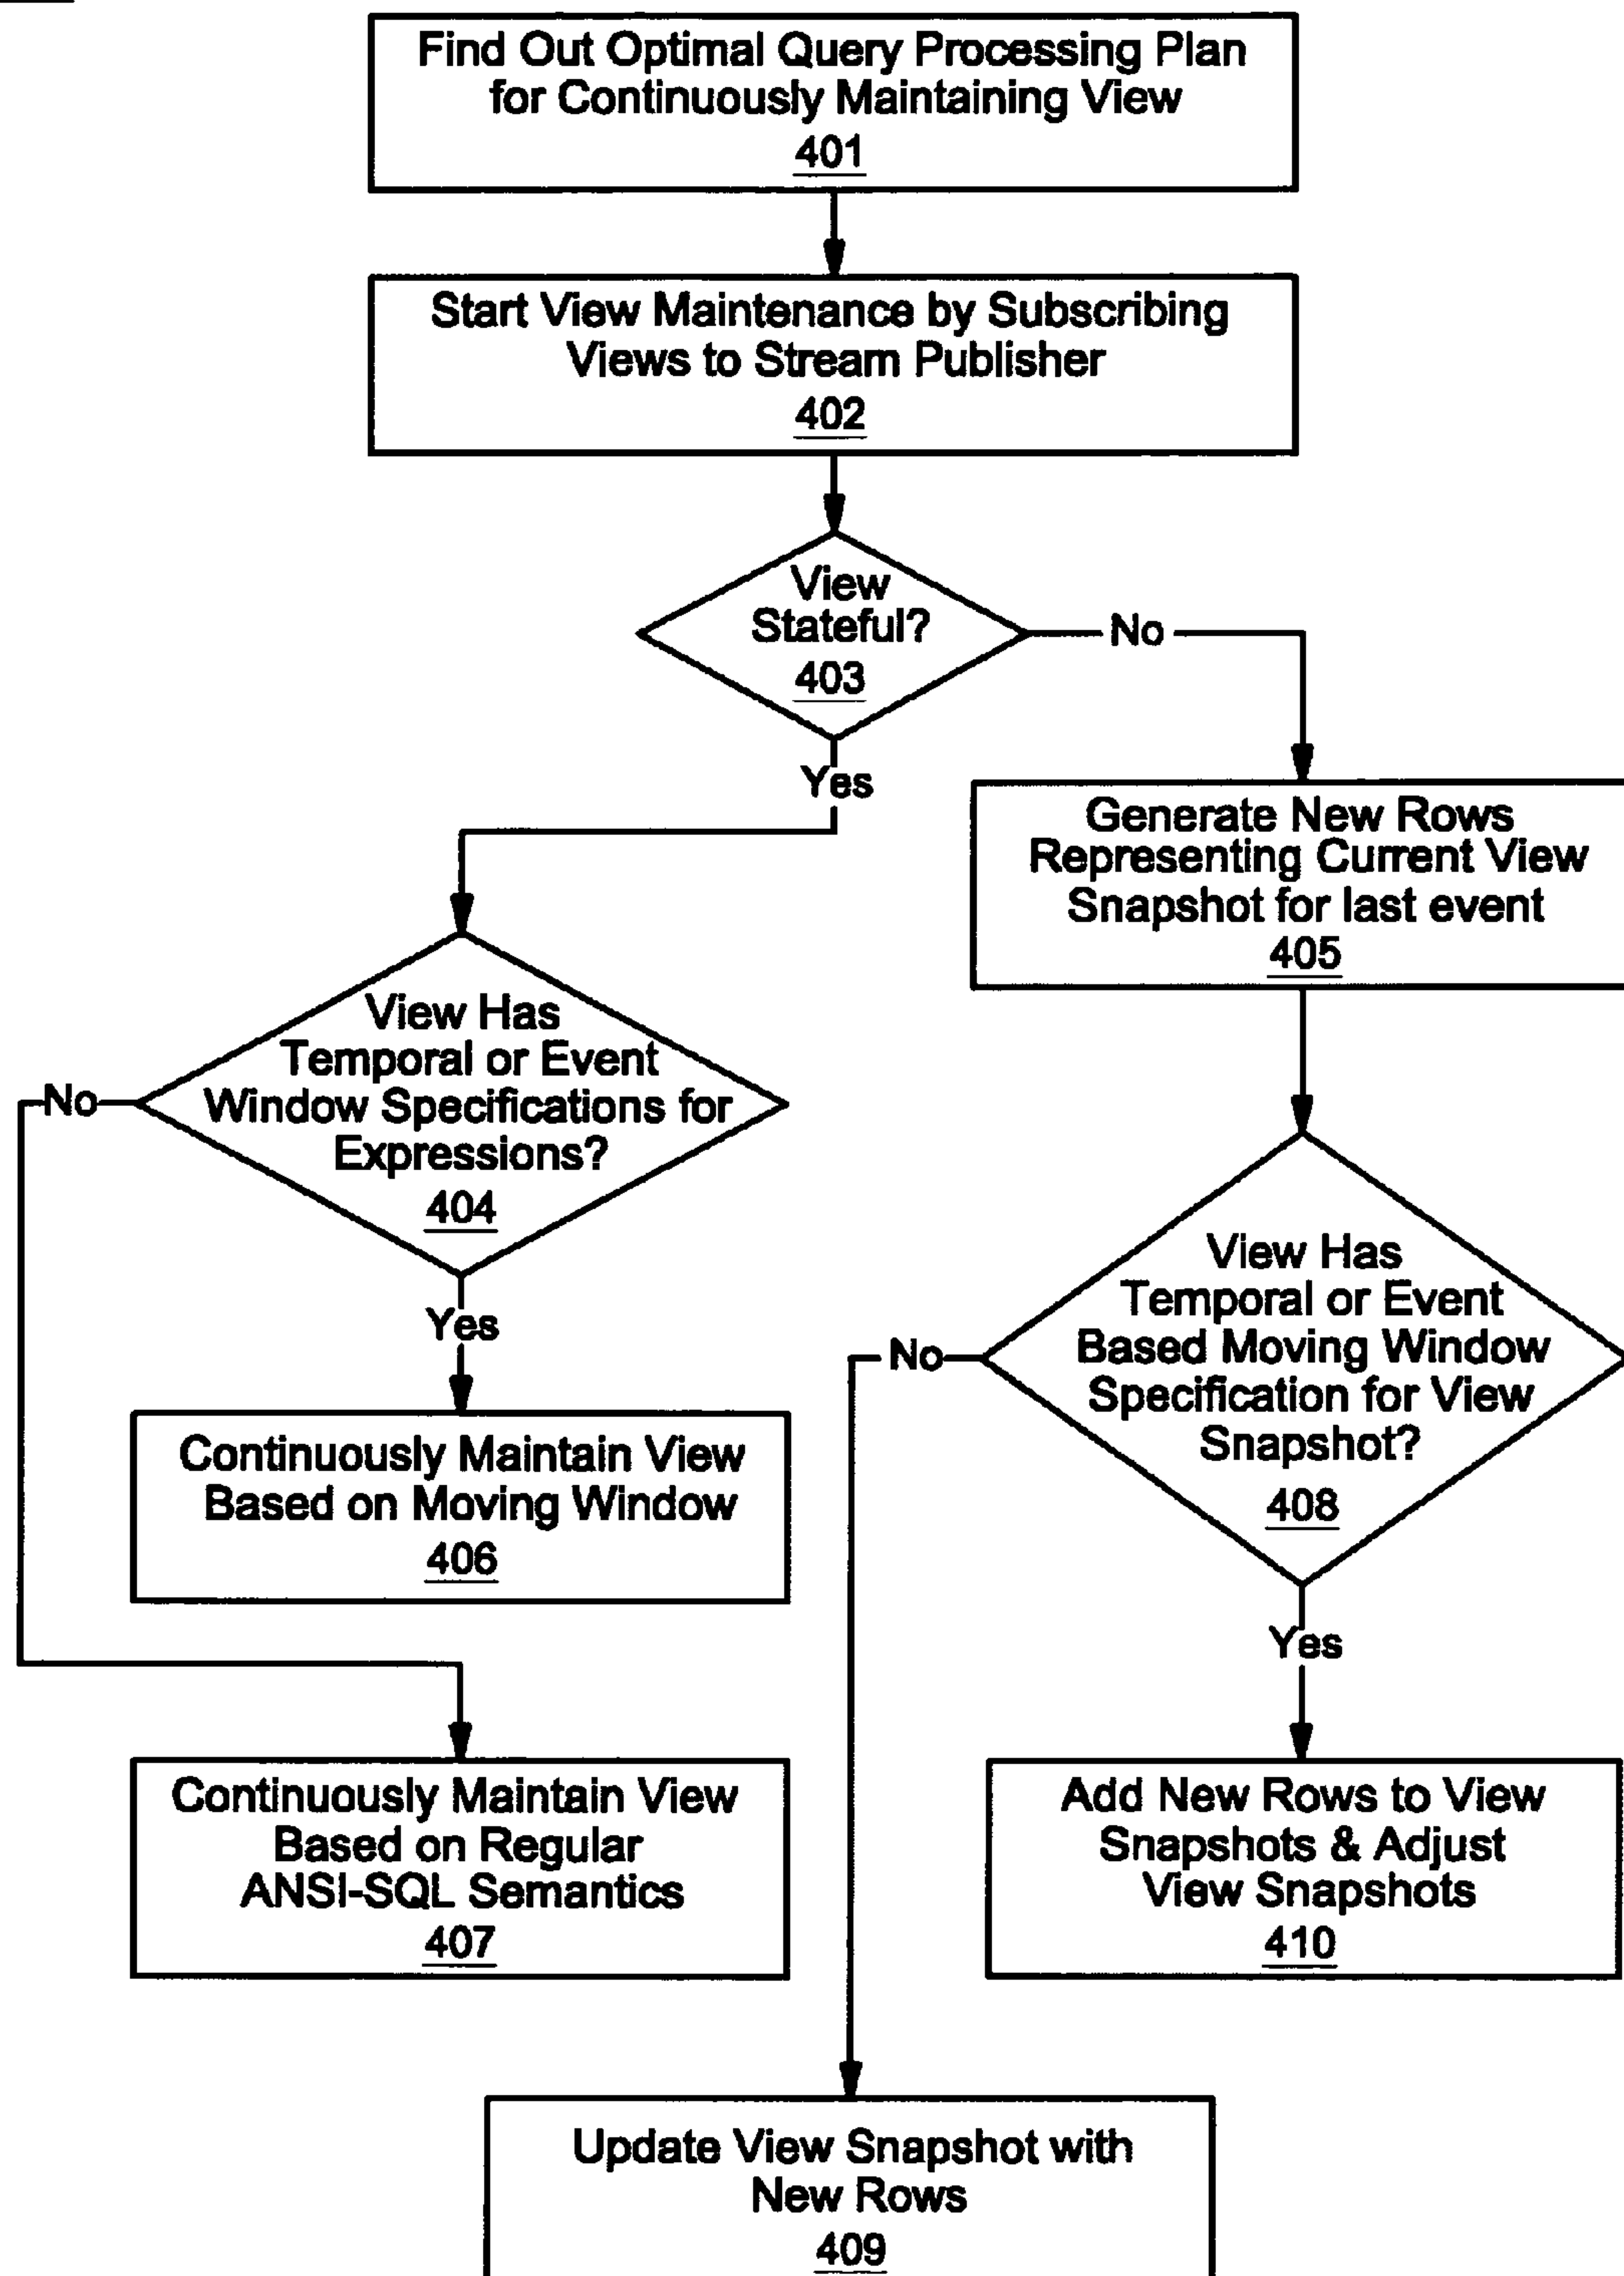 Find Out Optimal Query Processing Plan
for Continuously Maintaining View
401
Start View Maintenance by Subscribing
Views to Stream Publisher
402
View
Stateful?
403
No
Yes
Generate New Rows
Representing Current View
Snapshot for last event
405
View Has
Temporal or Event
Window Specifications for
Expressions?
404
No
Yes
View Has
Temporal or Event
Based Moving Window
Specification for View
Snapshot?
408
No
Yes
Continuously Maintain View
Based on Moving Window
406
Continuously Maintain View
Based on Regular
ANSI-SQL Semantics
407
Add New Rows to View
Snapshots & Adjust
View Snapshots
410
Update View Snapshot with
New Rows
409